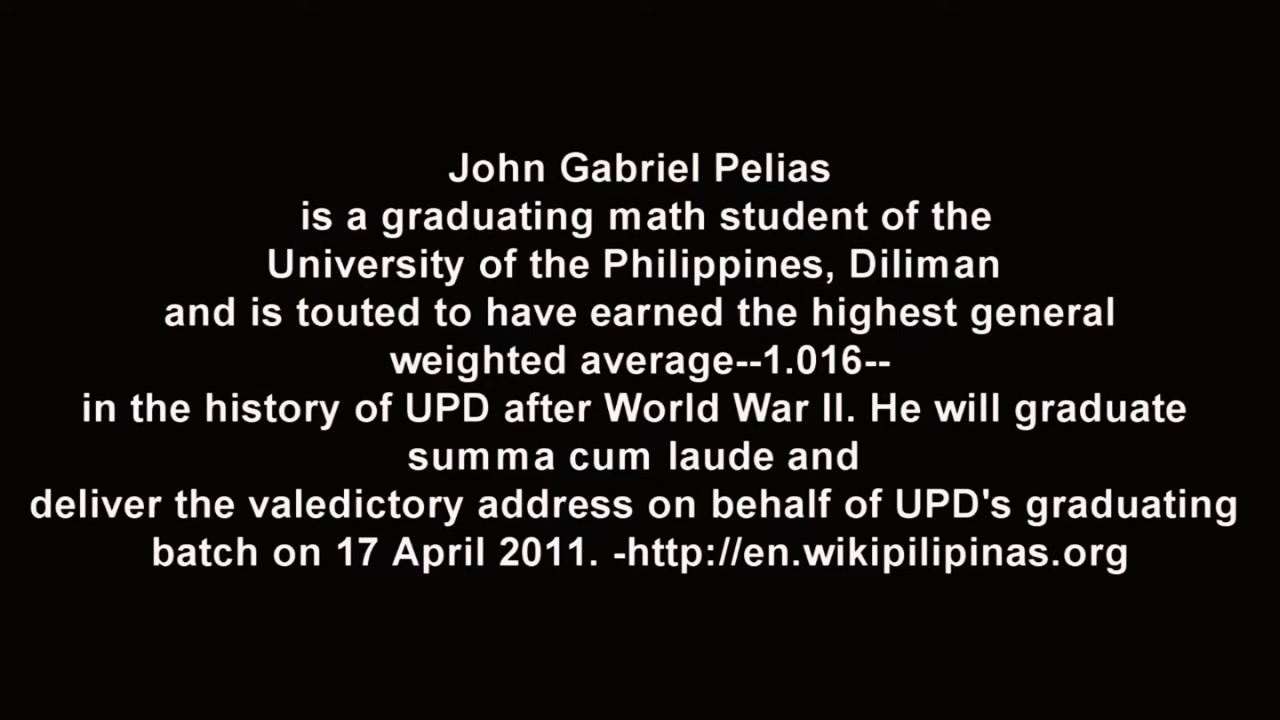 John Gabriel Pelias
is a graduating math student of the
University of the Philippines, Diliman
and is touted to have earned the highest general
weighted average--1.016--
in the history of UPD after World War II. He will graduate
summa cum laude and
deliver the valedictory address on behalf of UPD's graduating
batch on 17 April 2011. -http://en.wikipilipinas.org